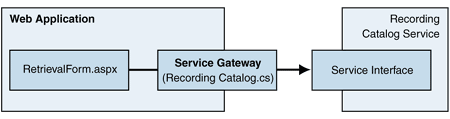 Web Application
RetrievalForm.aspx
Service Gateway
(Recording Catalog.cs)
Recording
Catalog Service
Service Interface